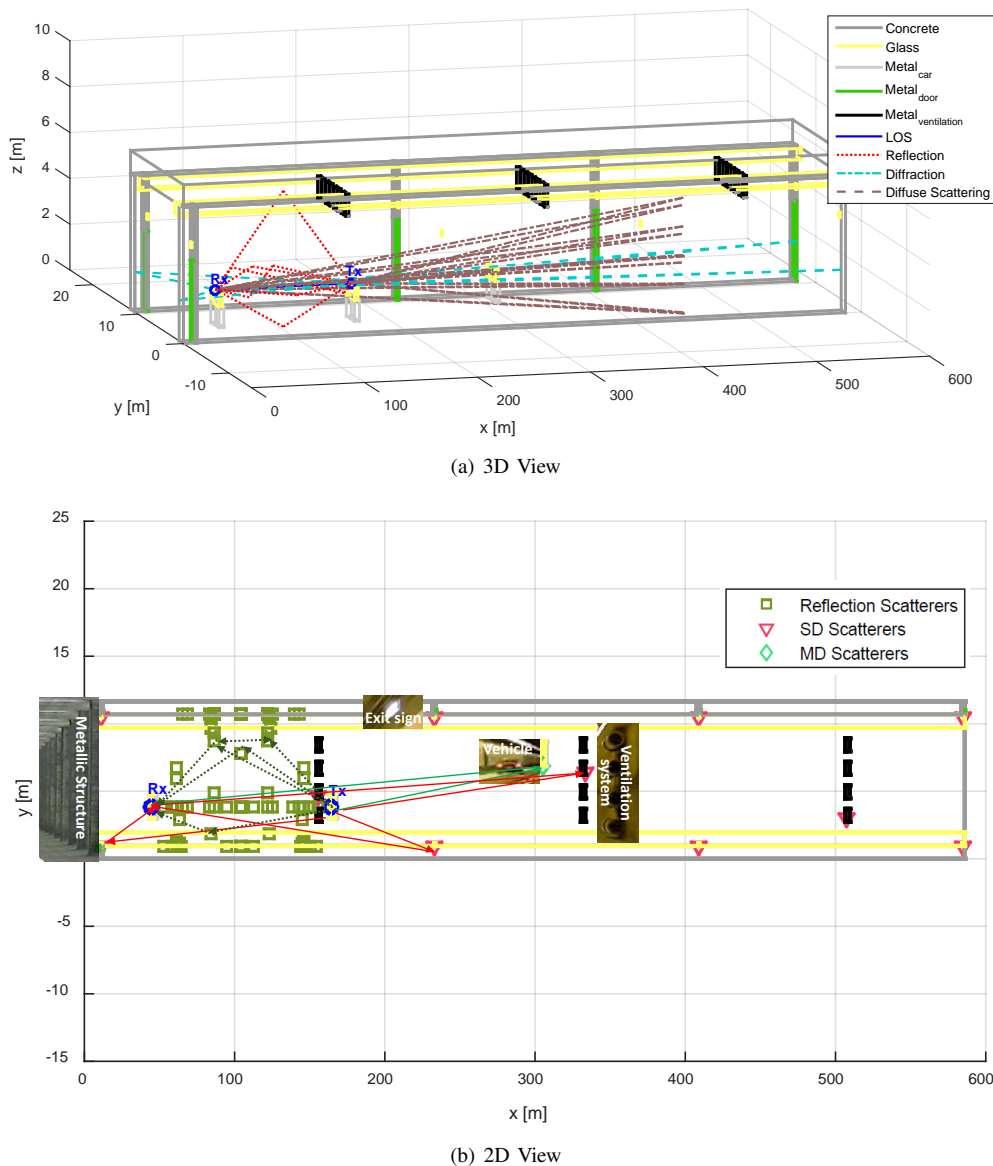 10
8
6
4
2
0
z [m]
20
10
0
-10
y [m]
0
100
200
300
400
500
600
x [m]
Rx
Tx
Concrete
Glass
Metal_car
Metal_door
Metal_ventilation
LOS
Reflection
Diffraction
Diffuse Scattering
(a) 3D View
25
20
15
10
5
0
-5
-10
-15
y [m]
Reflection Scatterers
SD Scatterers
MD Scatterers
Metallic Structure
Exit sign
Vehicle
Ventilation
system
Rx
Tx
0
100
200
300
400
500
600
x [m]
(b) 2D View